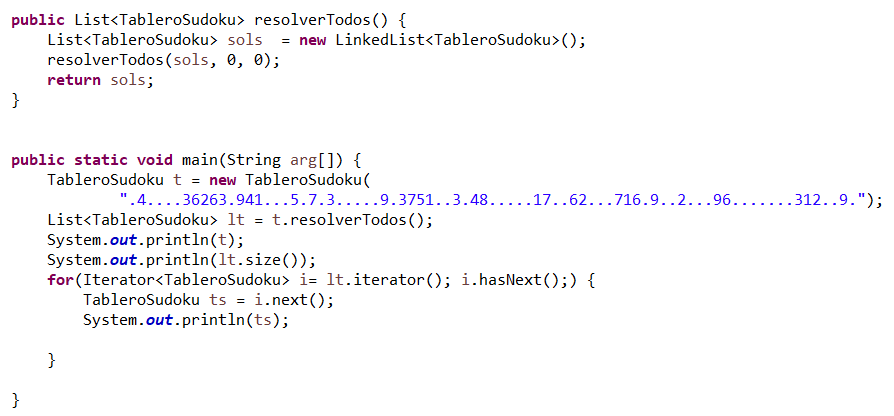 public List<TableroSudoku> resolverTodos() {
    List<TableroSudoku> sols  = new LinkedList<TableroSudoku>();
    resolverTodos(sols, 0, 0);
    return sols;
}
public static void main(String arg[]) {
    TableroSudoku t = new TableroSudoku(
            ".4....36263.941...5.7.3.....9.3751..3.48.....17..62...716.9..2...96.......312..9.");
    List<TableroSudoku> lt = t.resolverTodos();
    System.out.println(t);
    System.out.println(lt.size());
    for(Iterator<TableroSudoku> i= lt.iterator(); i.hasNext();) {
        TableroSudoku ts = i.next();
        System.out.println(ts);
    }
}